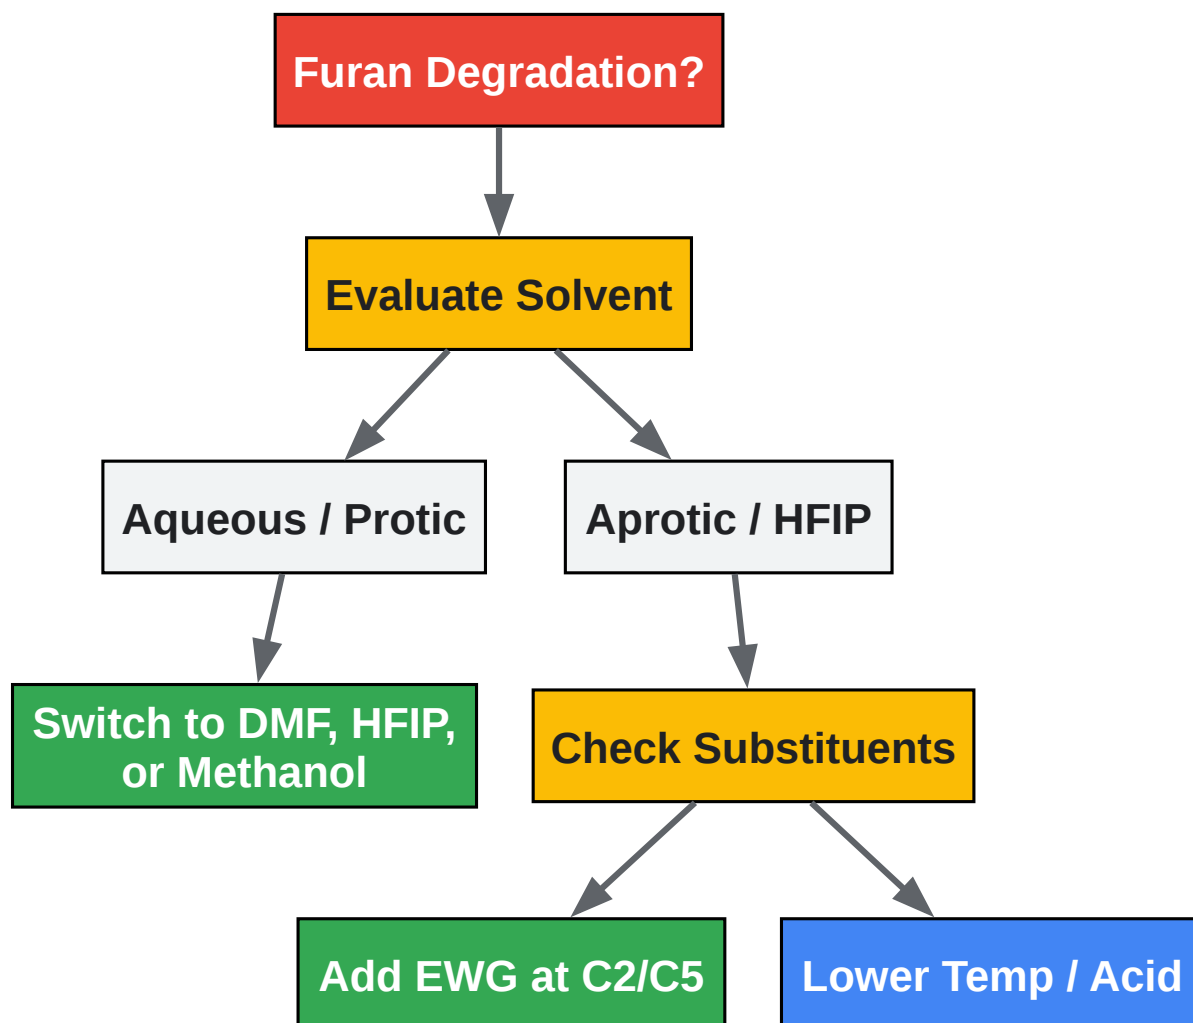 Furan Degradation?
Evaluate Solvent
Aqueous / Protic
Aprotic / HFIP
Switch to DMF, HFIP,
or Methanol
Check Substituents
Add EWG at C2/C5
Lower Temp / Acid